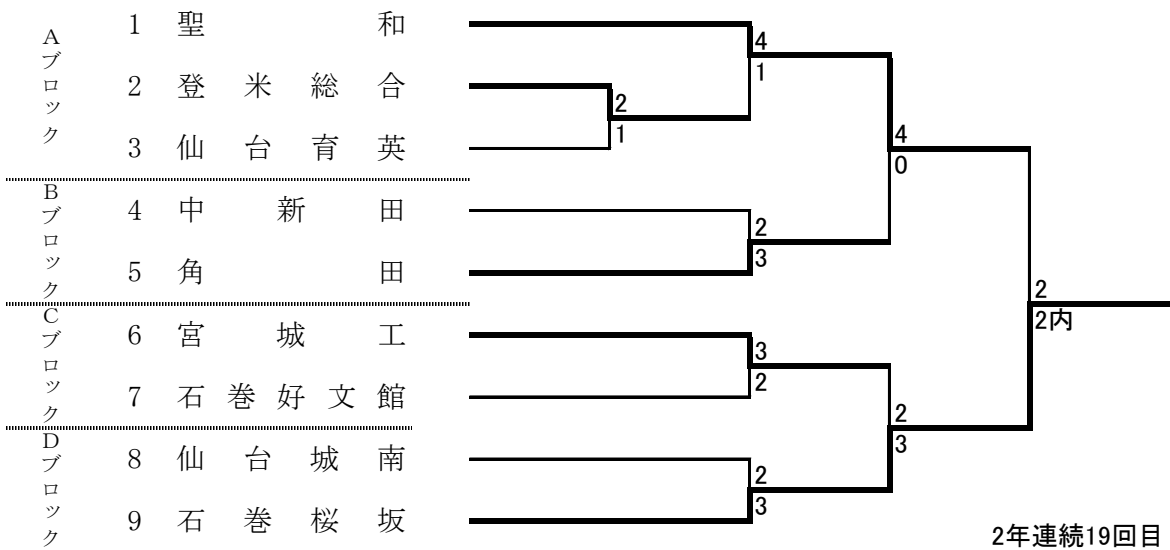 Aブロック
1 聖和
4
1
2 登米総合
2
1
3 仙台育英
4
0
Bブロック
4 中新田
2
3
5 角田
2
2内
Cブロック
6 宮城工
3
2
7 石巻好文館
2
3
Dブロック
8 仙台城南
2
3
9 石巻桜坂
2年連続19回目